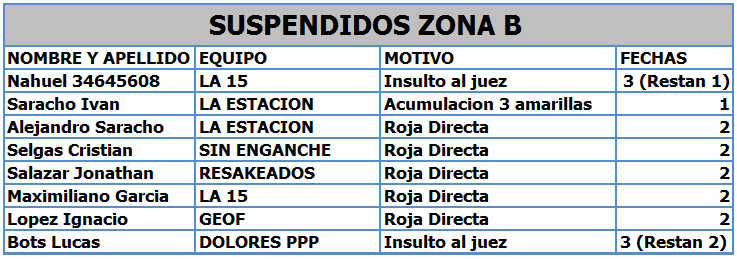 SUSPENDIDOS ZONA B
NOMBRE Y APELLIDO EQUIPO MOTIVO FECHAS
Nahuel 34645608 LA 15 Insulto al juez 3 (Restan 1)
Saracho Ivan LA ESTACION Acumulacion 3 amarillas 1
Alejandro Saracho LA ESTACION Roja Directa 2
Selgas Cristian SIN ENGANCHE Roja Directa 2
Salazar Jonathan RESAKEADOS Roja Directa 2
Maximiliano Garcia LA 15 Roja Directa 2
Lopez Ignacio GEOF Roja Directa 2
Bots Lucas DOLORES PPP Insulto al juez 3 (Restan 2)